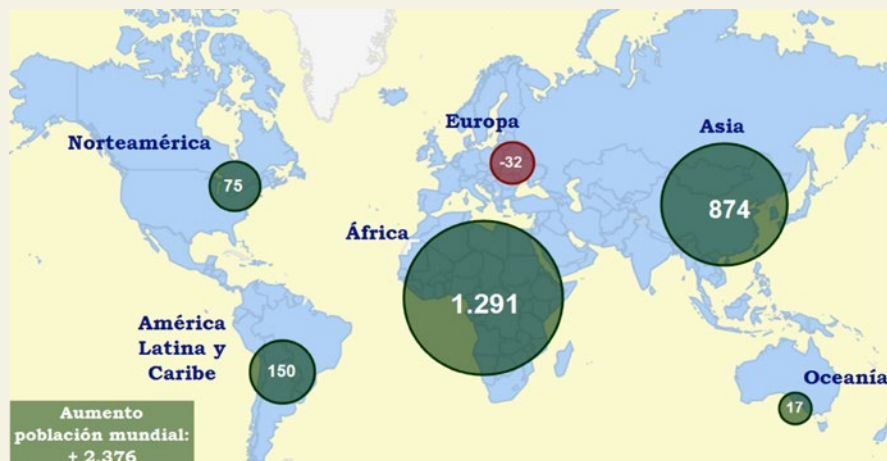 Europa
-32
Asia
874
Norteamérica
75
África
1.291
América
Latina y
Caribe
150
Oceanía
17
Aumento
población mundial:
+ 2.376